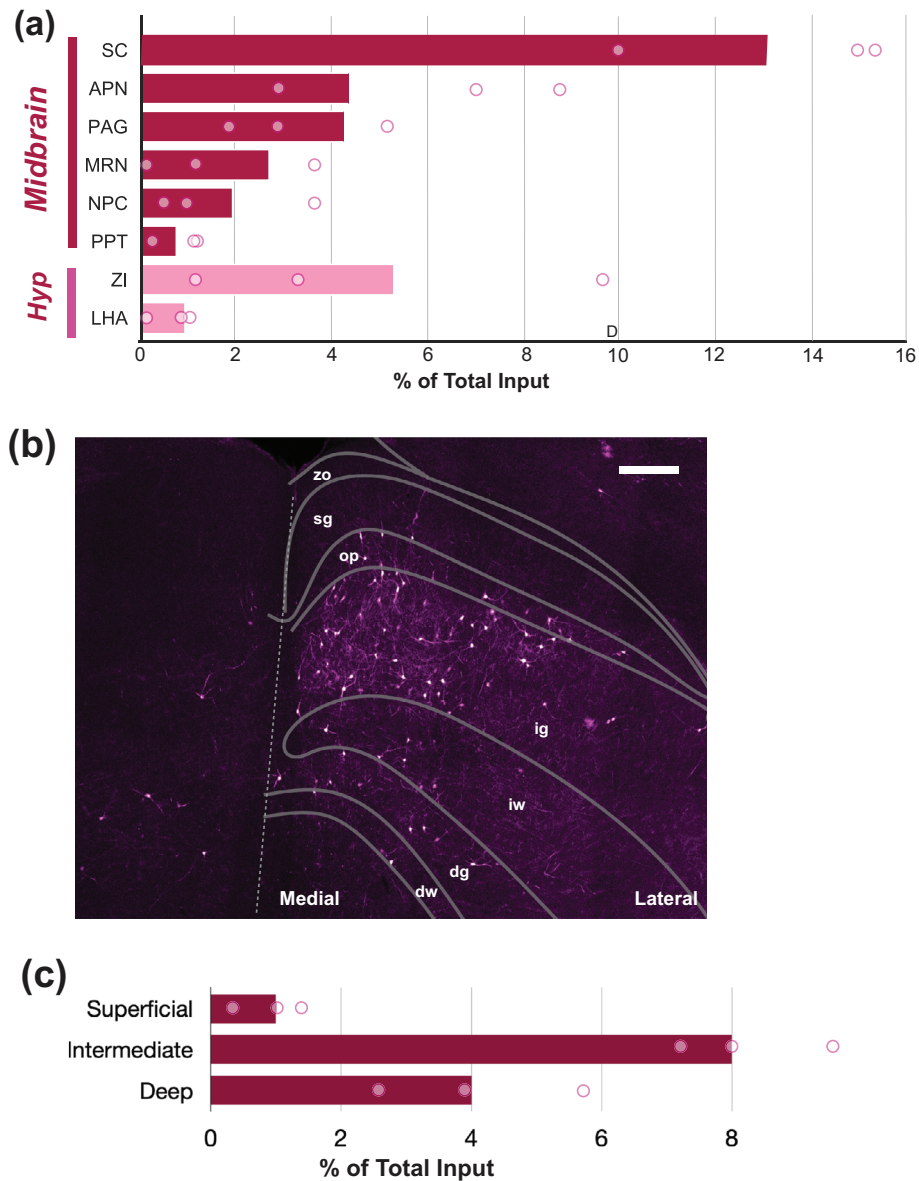 (a)
Midbrain
SC
APN
PAG
MRN
NPC
PPT
Hyp
ZI
LHA
D
0 2 4 6 8 10 12 14 16
% of Total Input
(b)
zo
sg
op
ig
iw
dg
dw
Medial Lateral
(c)
Superficial
Intermediate
Deep
0 2 4 6 8
% of Total Input